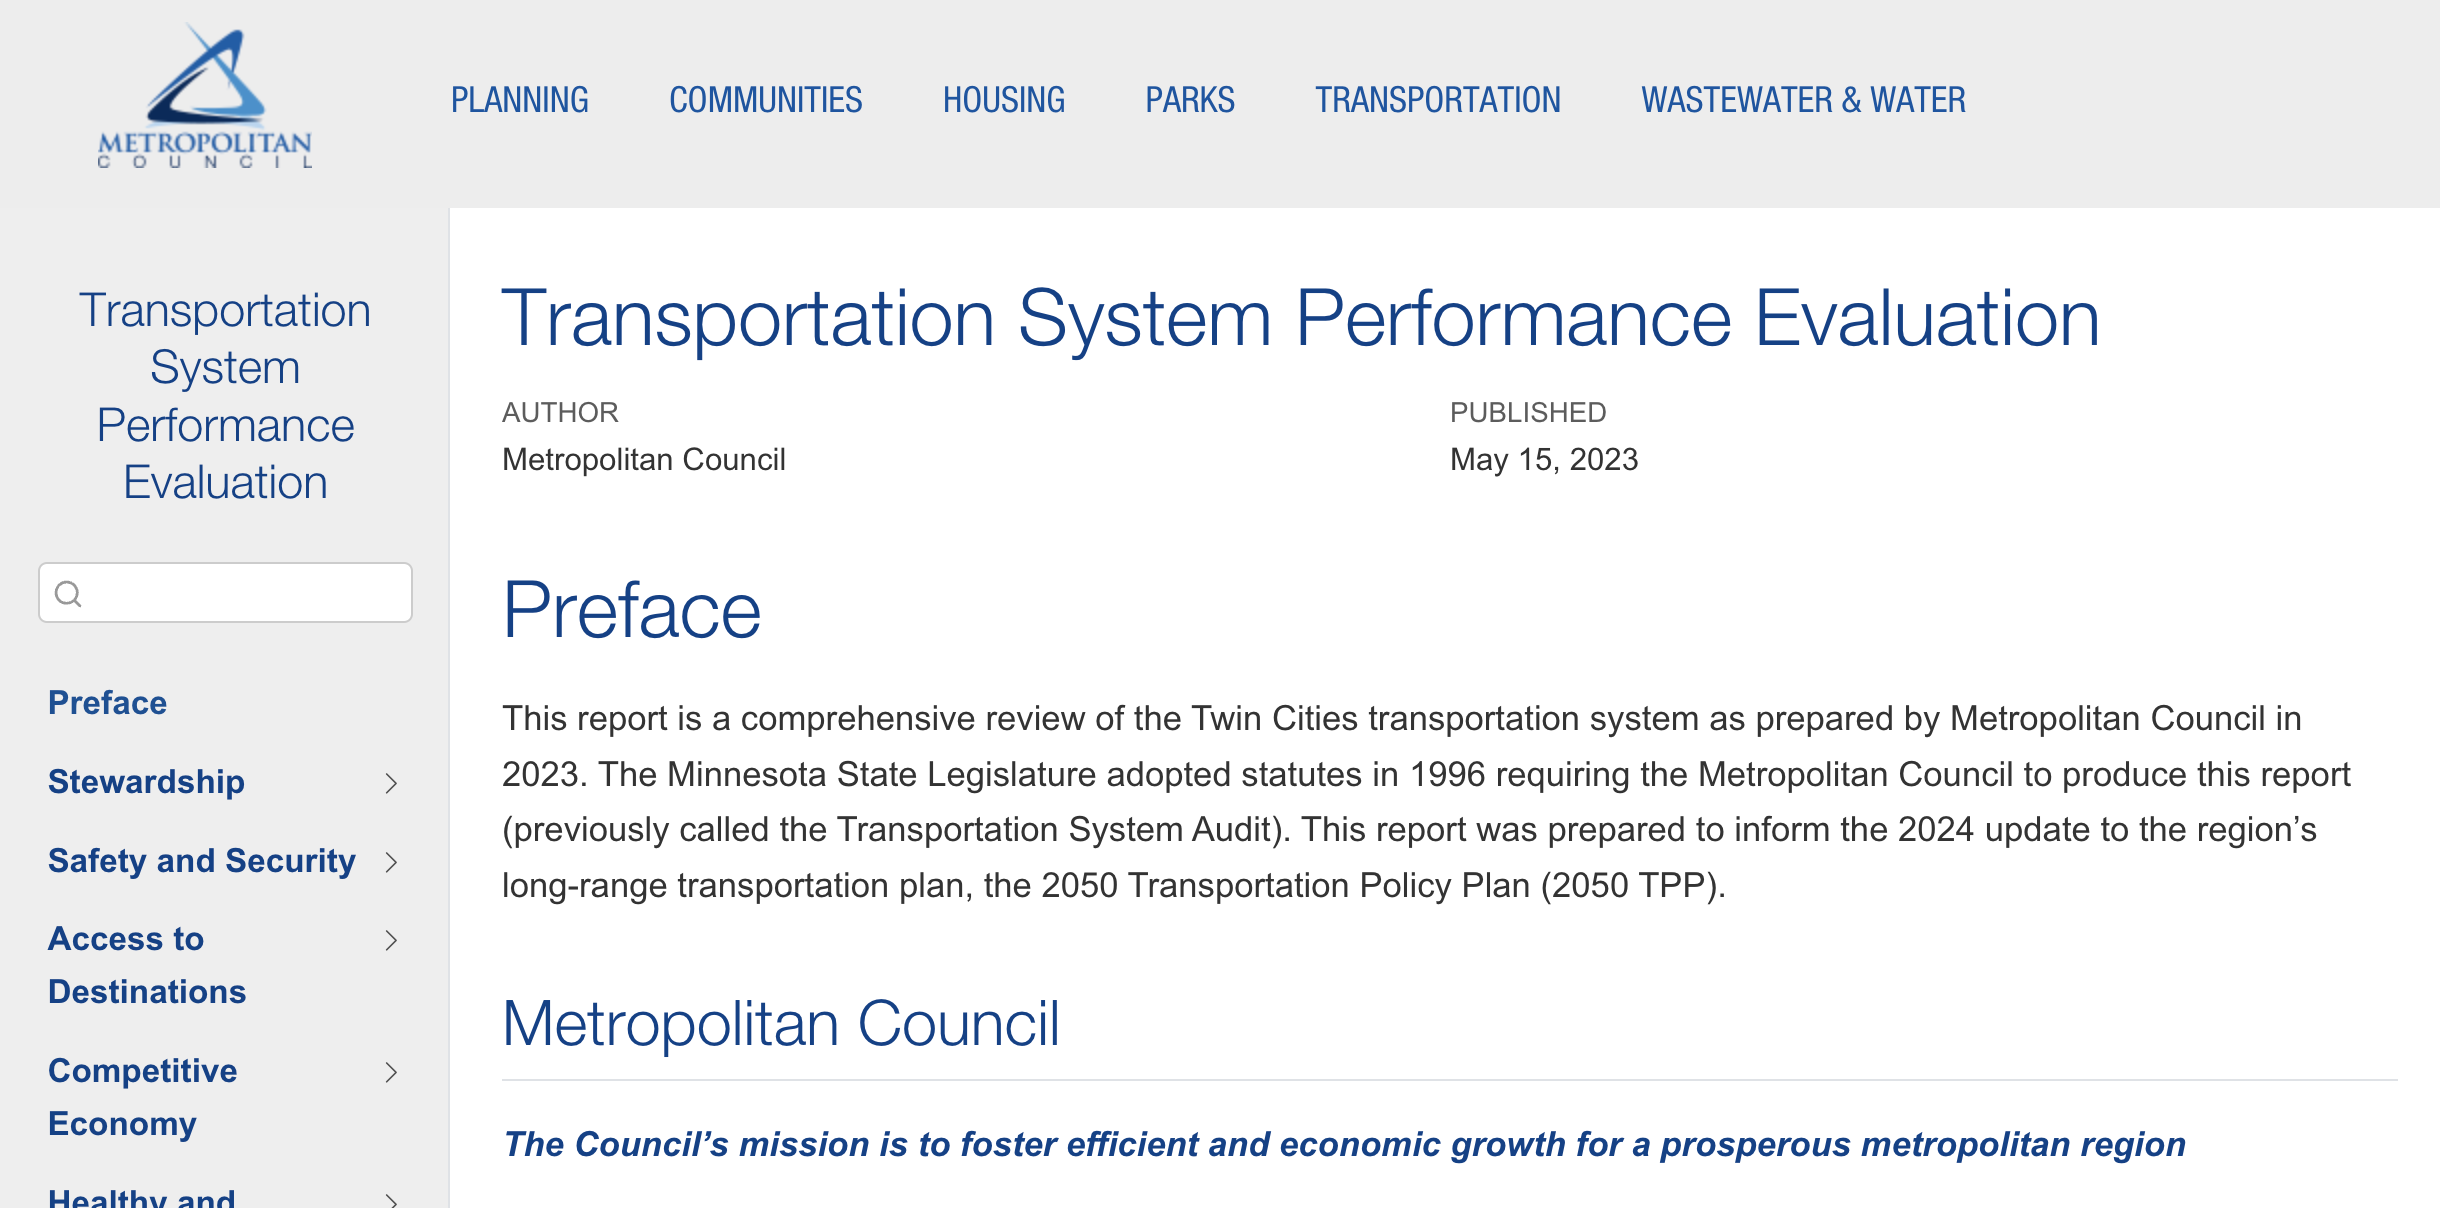 METROPOLITAN
COUNCIL
PLANNING
COMMUNITIES
HOUSING
PARKS
TRANSPORTATION
WASTEWATER & WATER
Transportation
System
Performance
Evaluation
Preface
Stewardship
Safety and Security
Access to
Destinations
Competitive
Economy
Healthy and
Transportation System Performance Evaluation
AUTHOR
Metropolitan Council
PUBLISHED
May 15, 2023
Preface
This report is a comprehensive review of the Twin Cities transportation system as prepared by Metropolitan Council in
2023. The Minnesota State Legislature adopted statutes in 1996 requiring the Metropolitan Council to produce this report
(previously called the Transportation System Audit). This report was prepared to inform the 2024 update to the region’s
long-range transportation plan, the 2050 Transportation Policy Plan (2050 TPP).
Metropolitan Council
The Council’s mission is to foster efficient and economic growth for a prosperous metropolitan region